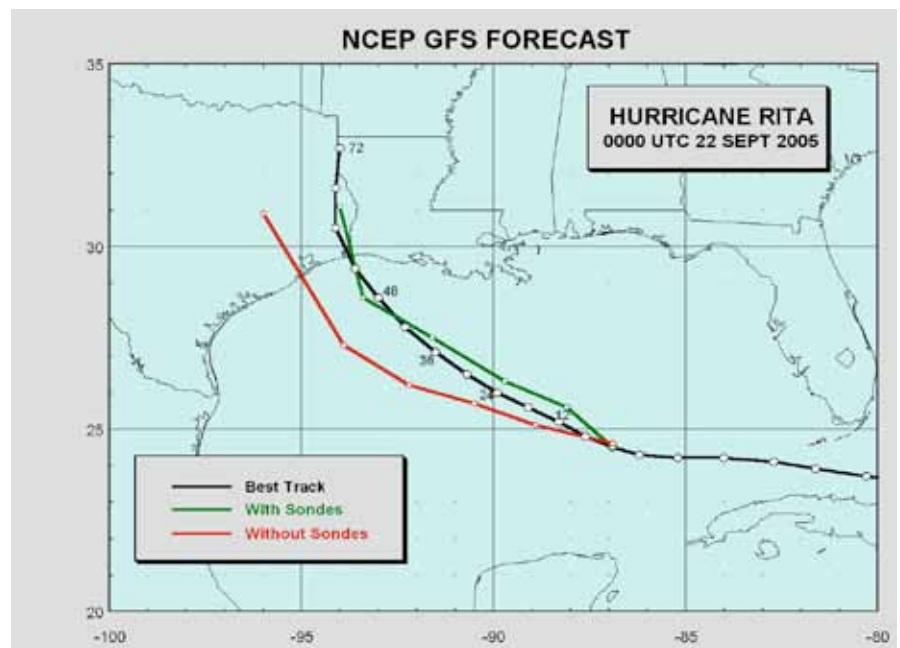 NCEP GFS FORECAST
35
HURRICANE RITA
0000 UTC 22 SEPT 2005
72
30
48
36
24
12
25
Best Track
With Sondes
Without Sondes
20
-100
-95
-90
-85
-80